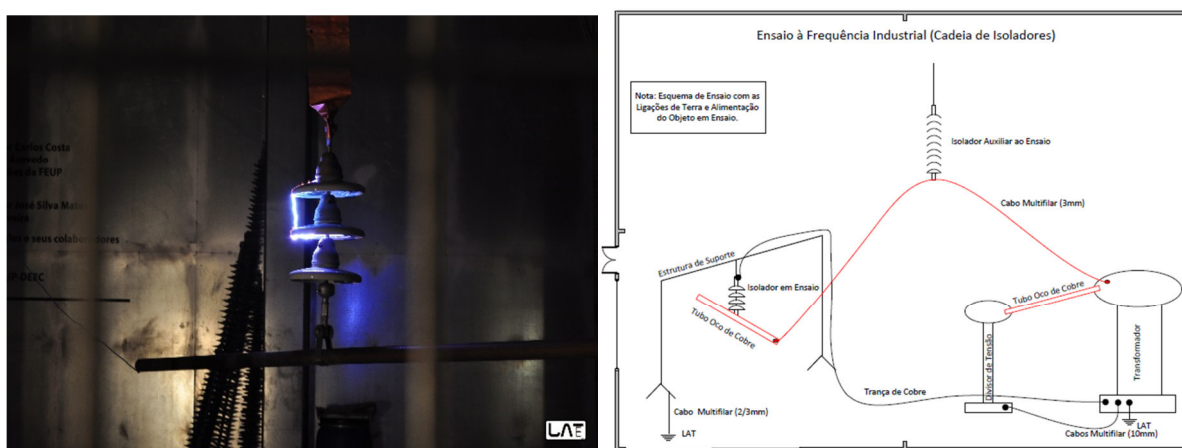 Carlos Costa
da FEUP
José Silva Mat
e seus colaboradores
P-DEEC
LAT
Ensaio à Frequência Industrial (Cadeia de Isoladores)
Nota: Esquema de Ensaio com as
Ligações de Terra e Alimentação
do Objeto em Ensaio.
Isolador Auxiliar ao Ensaio
Cabo Multifilar (3mm)
Estrutura de Suporte
Isolador em Ensaio
Tubo Oco de Cobre
Tubo Oco de Cobre
Divisor de Tensão
Transformador
Trança de Cobre
Cabo Multifilar (2/3mm)
LAT
LAT
Cabos Multifilar (10mm)